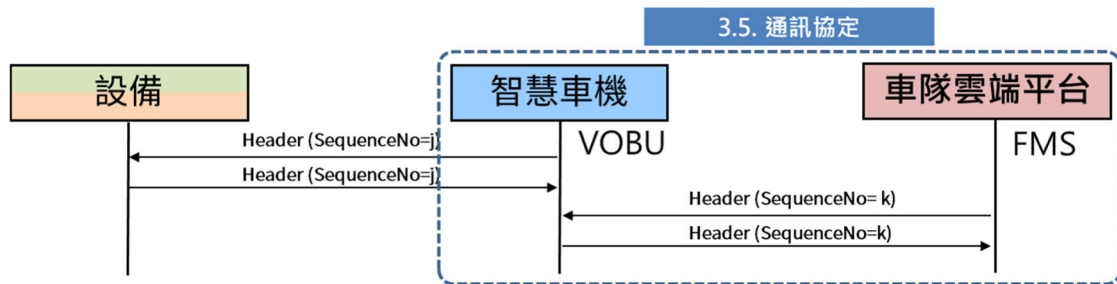 3.5. 通訊協定
設備
智慧車機
車隊雲端平台
VOBU
FMS
Header (SequenceNo=j)
Header (SequenceNo=j)
Header (SequenceNo= k)
Header (SequenceNo=k)